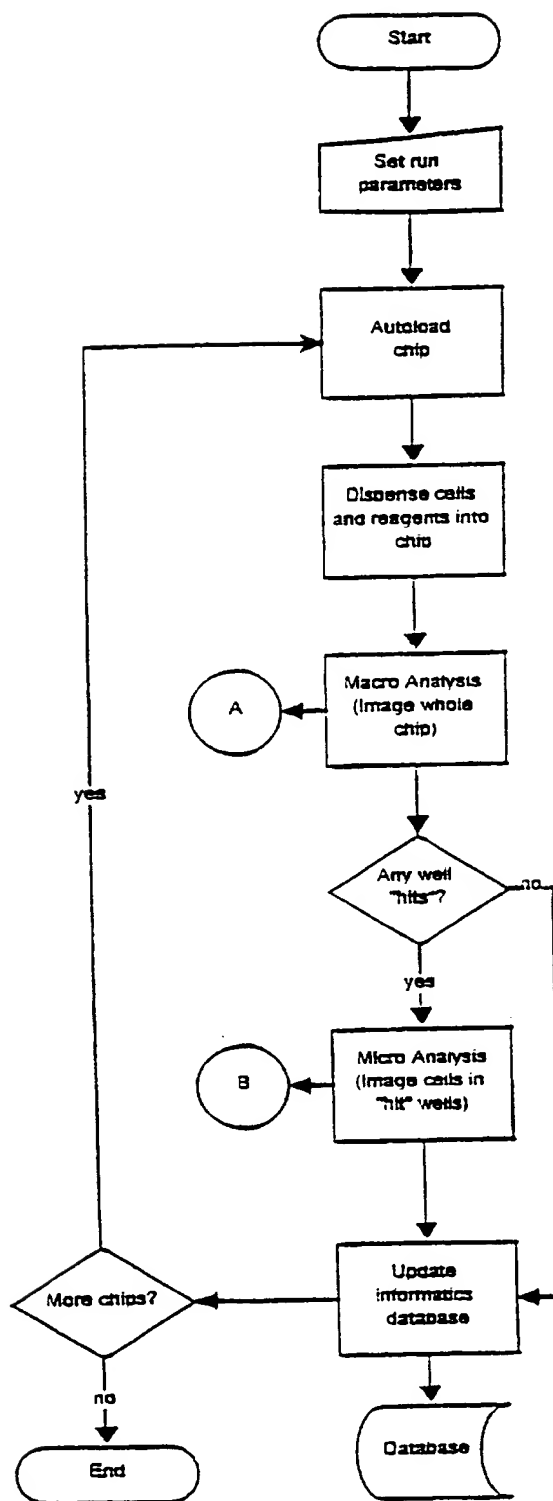 Start
Set run
parameters
Autoload
chip
Dispense cells
and reagents into
chip
Macro Analysis
(Image whole
chip)
A
yes
Any well
"hits"?
no
yes
Micro Analysis
(Image cells in
"hit" wells)
B
Update
informatics
database
More chips?
no
End
Database